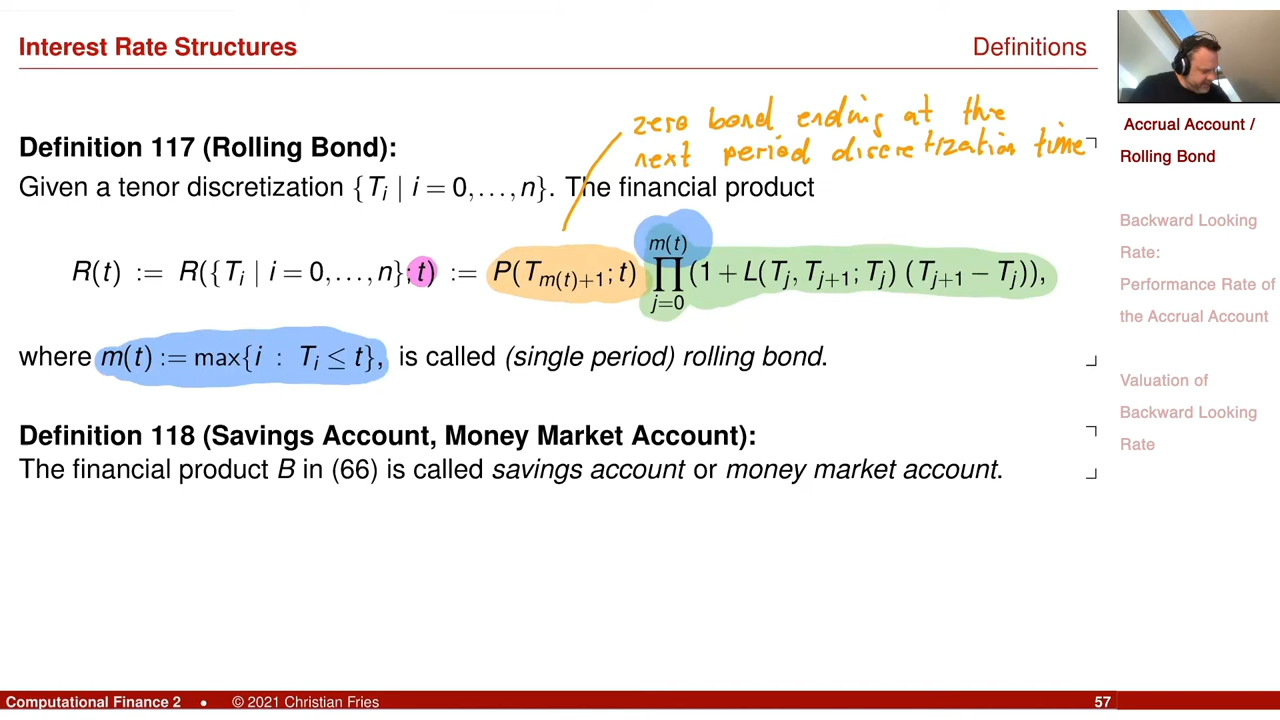 Interest Rate Structures
Definitions
zero bond ending at the
next period discretization time
Definition 117 (Rolling Bond):
Given a tenor discretization {T_i | i = 0,…,n}. The financial product
R(t) := R({T_i | i = 0,…,n}; t) := P(T_{m(t)+1}; t) ∏_{j=0}^{m(t)} (1 + L(T_j, T_{j+1}; T_j) (T_{j+1} − T_j)),
where m(t) := max{i : T_i ≤ t}, is called (single period) rolling bond.
Definition 118 (Savings Account, Money Market Account):
The financial product B in (66) is called savings account or money market account.
Accrual Account /
Rolling Bond
Backward Looking
Rate:
Performance Rate of
the Accrual Account
Valuation of
Backward Looking
Rate
Computational Finance 2 • © 2021 Christian Fries
57